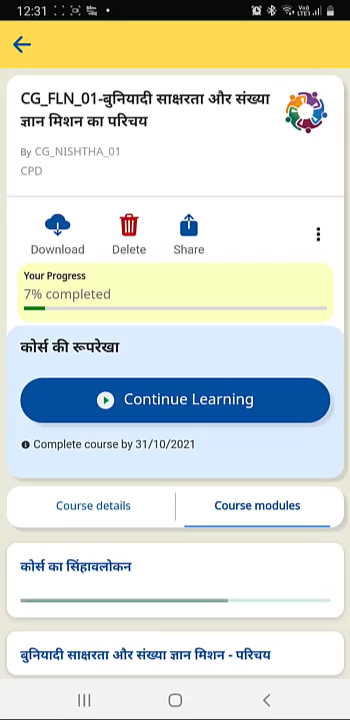 12:31
CG_FLN_01-बुनियादी साक्षरता और संख्या
ज्ञान मिशन का परिचय
By CG_NISHTHA_01
CPD
Download Delete Share
Your Progress
7% completed
कोर्स की रूपरेखा
Continue Learning
Complete course by 31/10/2021
Course details Course modules
कोर्स का सिंहावलोकन
बुनियादी साक्षरता और संख्या ज्ञान मिशन - परिचय